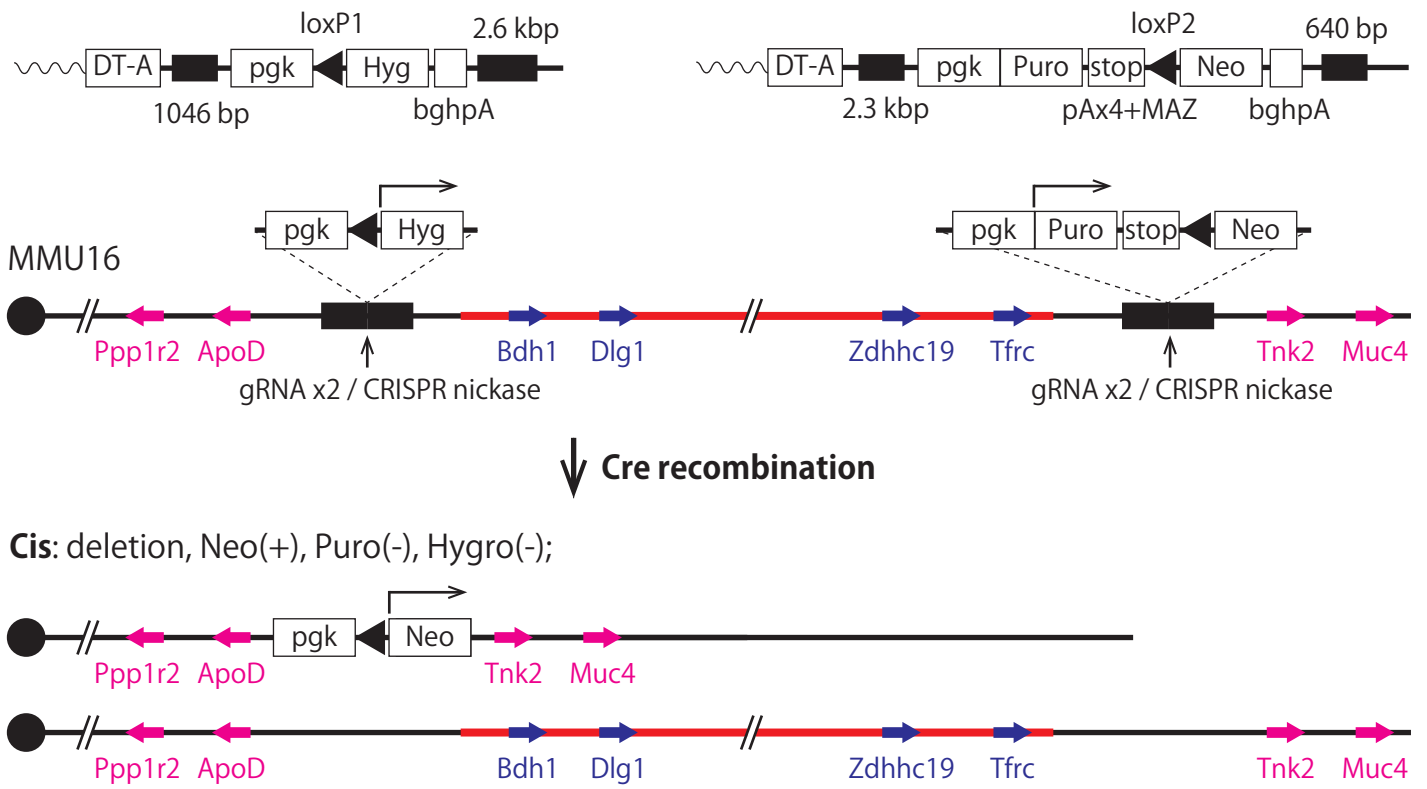 loxP1 2.6 kbp loxP2 640 bp
DT-A pgk Hyg DT-A pgk Puro stop Neo
1046 bp bghpA 2.3 kbp pAx4+MAZ bghpA
pgk Hyg pgk Puro stop Neo
MMU16
Ppp1r2 ApoD Bdh1 Dlg1 Zdhhc19 Tfrc Tnk2 Muc4
gRNA x2 / CRISPR nickase gRNA x2 / CRISPR nickase
Cre recombination
Cis: deletion, Neo(+), Puro(-), Hygro(-);
pgk Neo
Ppp1r2 ApoD Tnk2 Muc4
Ppp1r2 ApoD Bdh1 Dlg1 Zdhhc19 Tfrc Tnk2 Muc4